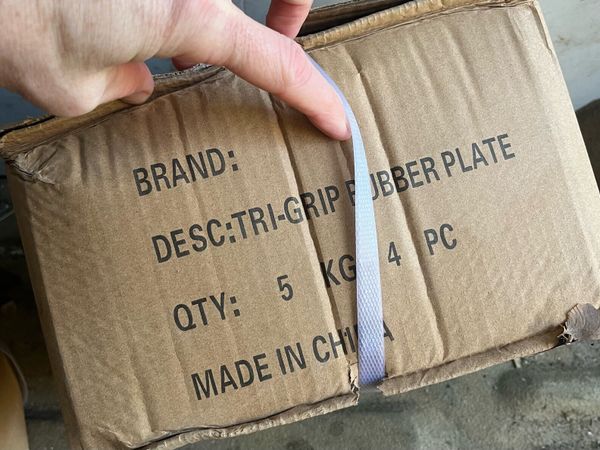 BRAND:
DESC:TRI-GRIP RUBBER PLATE
QTY: 5 KG 4 PC
MADE IN CHINA